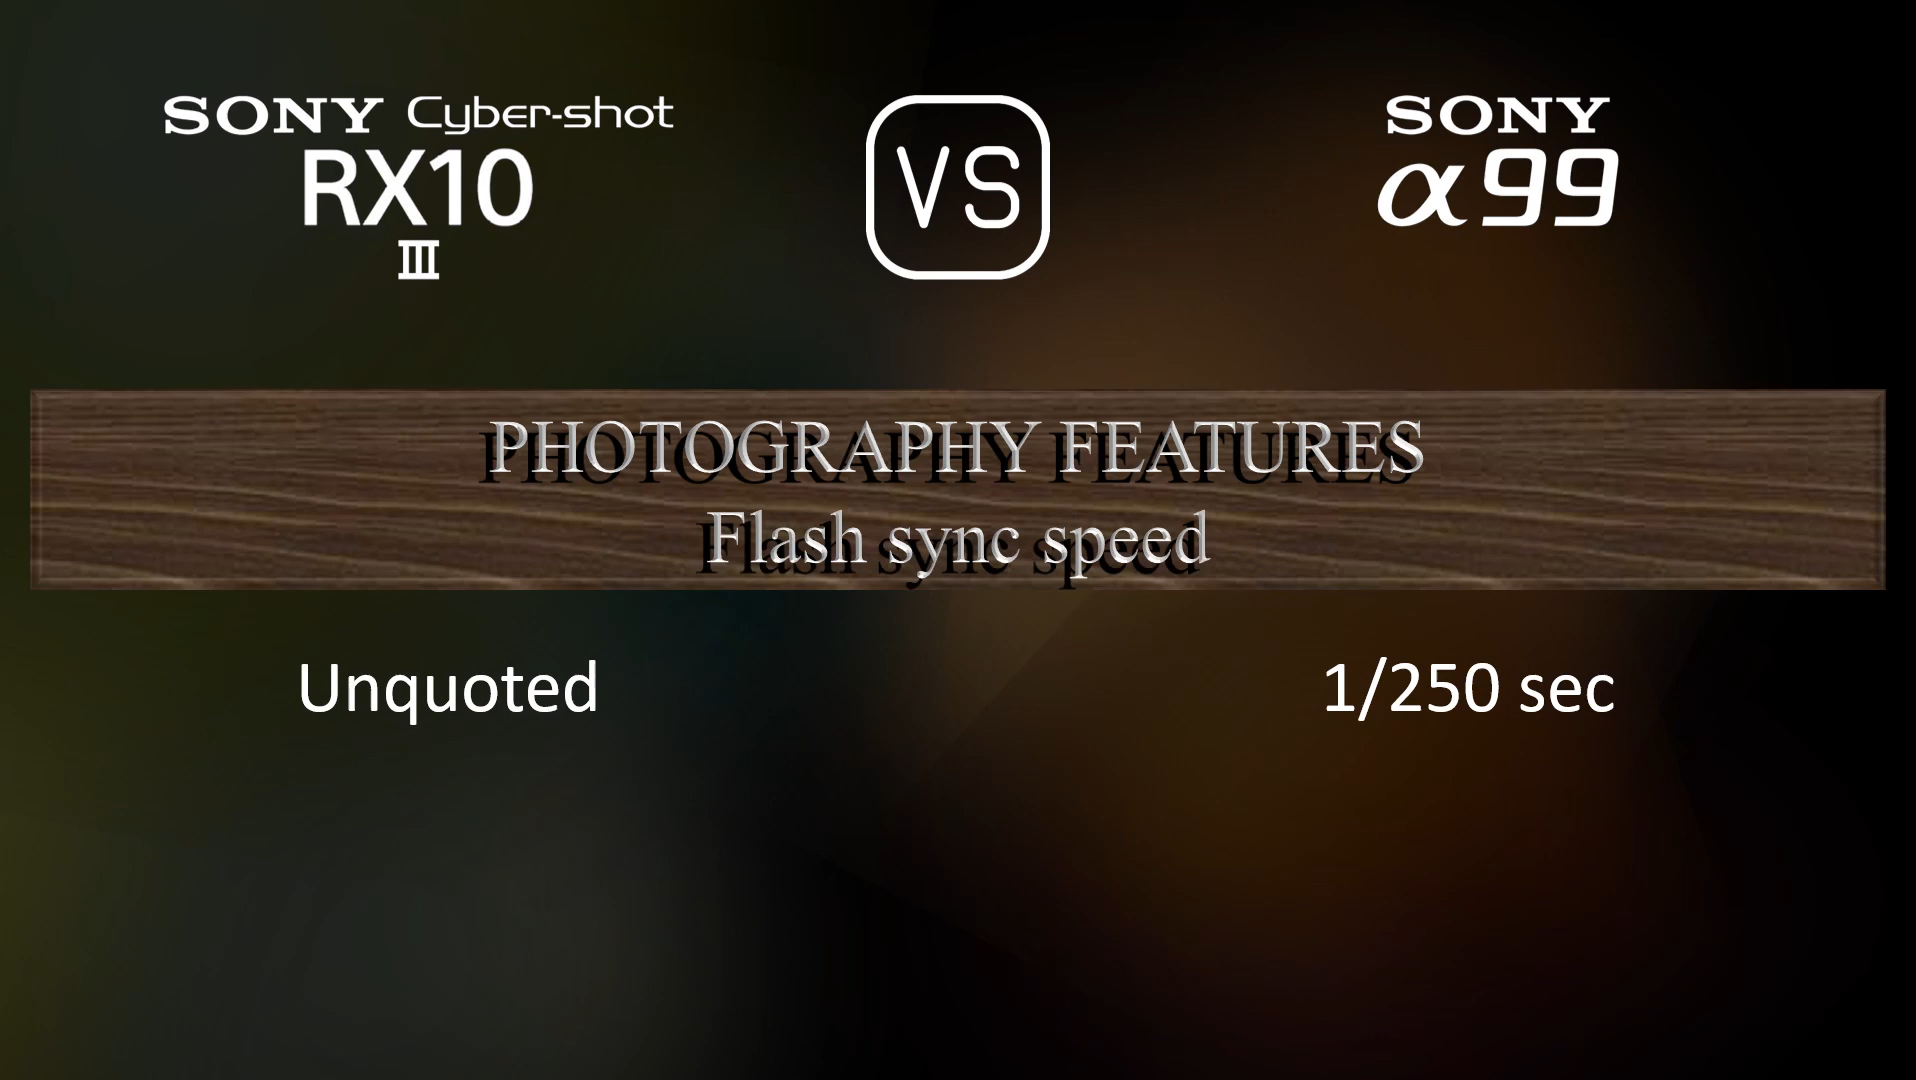 SONY Cyber-shot
RX10
III
VS
SONY
α99
PHOTOGRAPHY FEATURES
Flash sync speed
Unquoted
1/250 sec